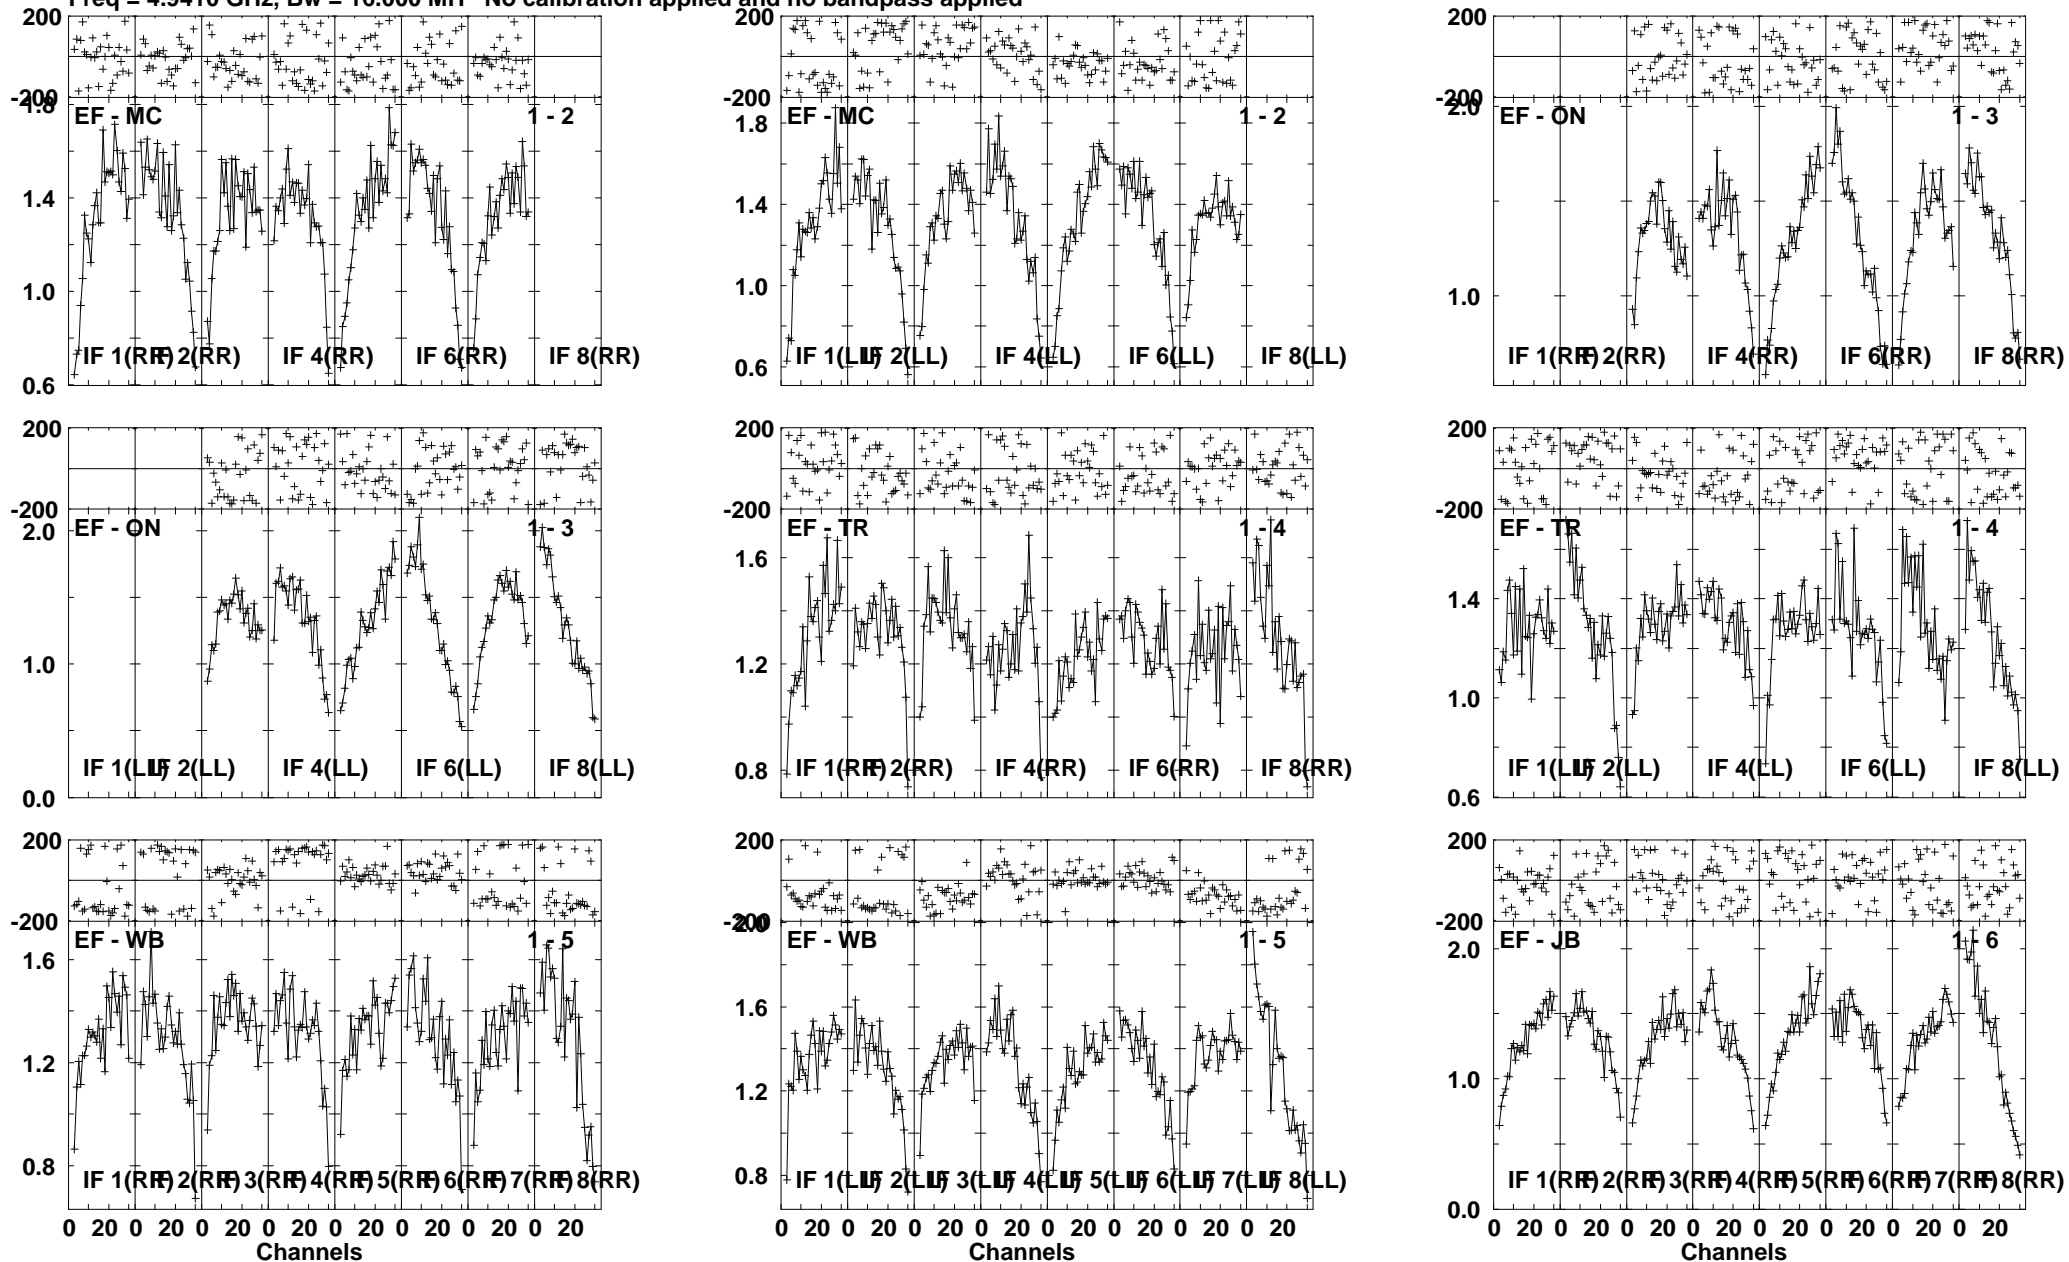 Freq = 4.9410 GHz, Bw = 16.000 MH No calibration applied and no bandpass applied
200
-200
1.8
1.4
1.0
0.6
EF - MC
1 - 2
IF 1(RR)
IF 2(RR)
IF 4(RR)
IF 6(RR)
IF 8(RR)
200
-200
1.8
1.4
1.0
0.6
EF - MC
1 - 2
IF 1(LL)
IF 2(LL)
IF 4(LL)
IF 6(LL)
IF 8(LL)
200
-200
2.0
1.0
EF - ON
1 - 3
IF 1(RR)
IF 2(RR)
IF 4(RR)
IF 6(RR)
IF 8(RR)
200
-200
2.0
1.0
0.0
EF - ON
1 - 3
IF 1(LL)
IF 2(LL)
IF 4(LL)
IF 6(LL)
IF 8(LL)
200
-200
1.6
1.2
0.8
EF - TR
1 - 4
IF 1(RR)
IF 2(RR)
IF 4(RR)
IF 6(RR)
IF 8(RR)
200
-200
1.4
1.0
0.6
EF - TR
1 - 4
IF 1(LL)
IF 2(LL)
IF 4(LL)
IF 6(LL)
IF 8(LL)
200
-200
1.6
1.2
0.8
EF - WB
1 - 5
IF 1(RR)
IF 2(RR)
IF 3(RR)
IF 4(RR)
IF 5(RR)
IF 6(RR)
IF 7(RR)
IF 8(RR)
0 20 0 20 0 20 0 20 0 20 0 20 0 20 0 20
Channels
200
-200
2.0
1.6
1.2
0.8
EF - WB
1 - 5
IF 1(LL)
IF 2(LL)
IF 3(LL)
IF 4(LL)
IF 5(LL)
IF 6(LL)
IF 7(LL)
IF 8(LL)
0 20 0 20 0 20 0 20 0 20 0 20 0 20 0 20
Channels
200
-200
2.0
1.0
0.0
EF - JB
1 - 6
IF 1(RR)
IF 2(RR)
IF 3(RR)
IF 4(RR)
IF 5(RR)
IF 6(RR)
IF 7(RR)
IF 8(RR)
0 20 0 20 0 20 0 20 0 20 0 20 0 20 0 20
Channels